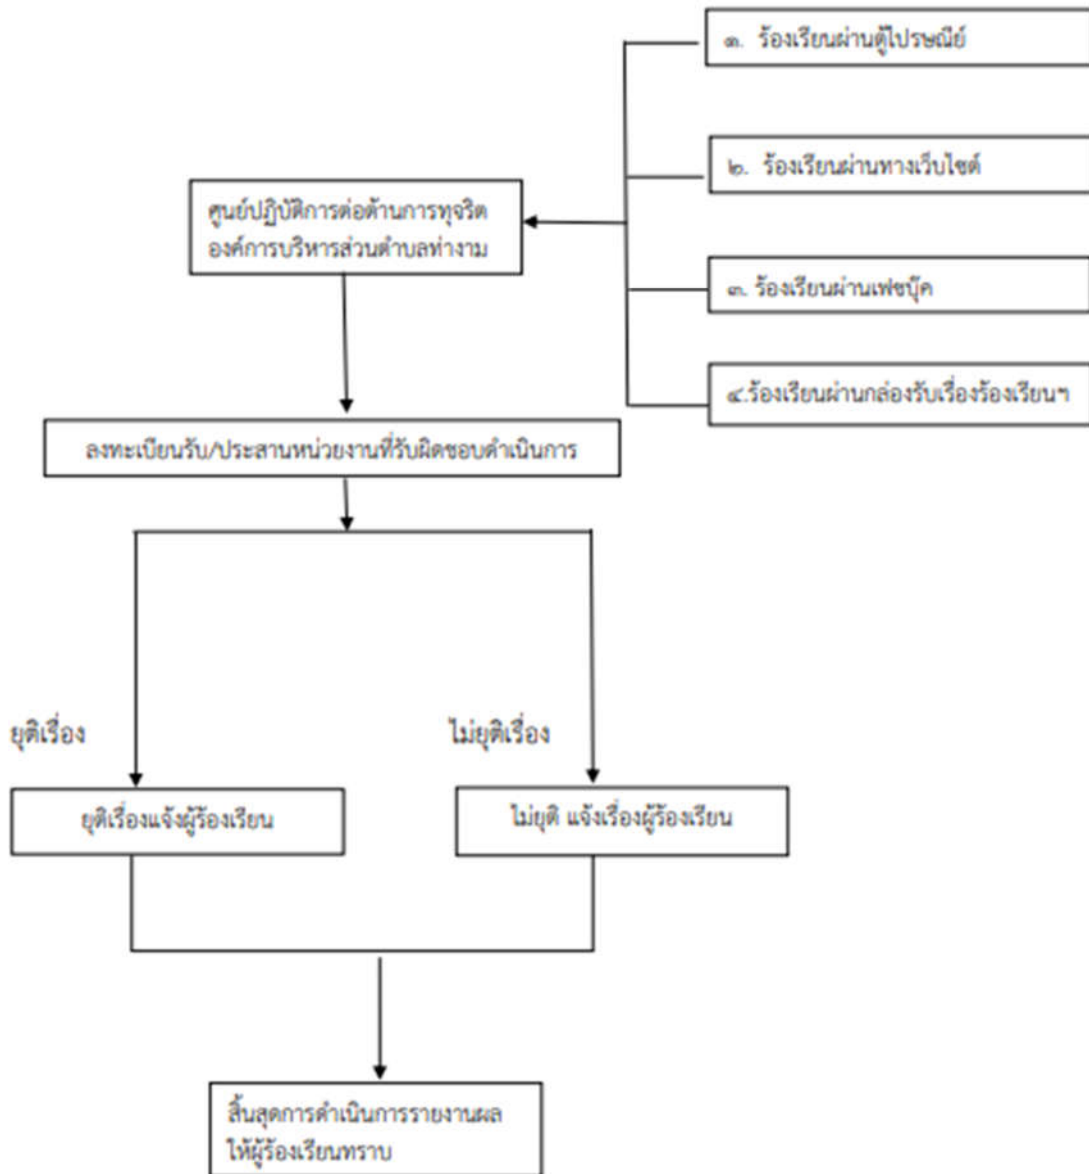 ๑. ร้องเรียนผ่านตู้ไปรษณีย์
๒. ร้องเรียนผ่านทางเว็บไซต์
ศูนย์ปฏิบัติการต่อต้านการทุจริต
องค์การบริหารส่วนตำบลท่างาม
๓. ร้องเรียนผ่านเฟซบุ๊ค
๔.ร้องเรียนผ่านกล่องรับเรื่องร้องเรียนฯ
ลงทะเบียนรับ/ประสานหน่วยงานที่รับผิดชอบดำเนินการ
ยุติเรื่อง
ไม่ยุติเรื่อง
ยุติเรื่องแจ้งผู้ร้องเรียน
ไม่ยุติ แจ้งเรื่องผู้ร้องเรียน
สิ้นสุดการดำเนินการรายงานผล
ให้ผู้ร้องเรียนทราบ